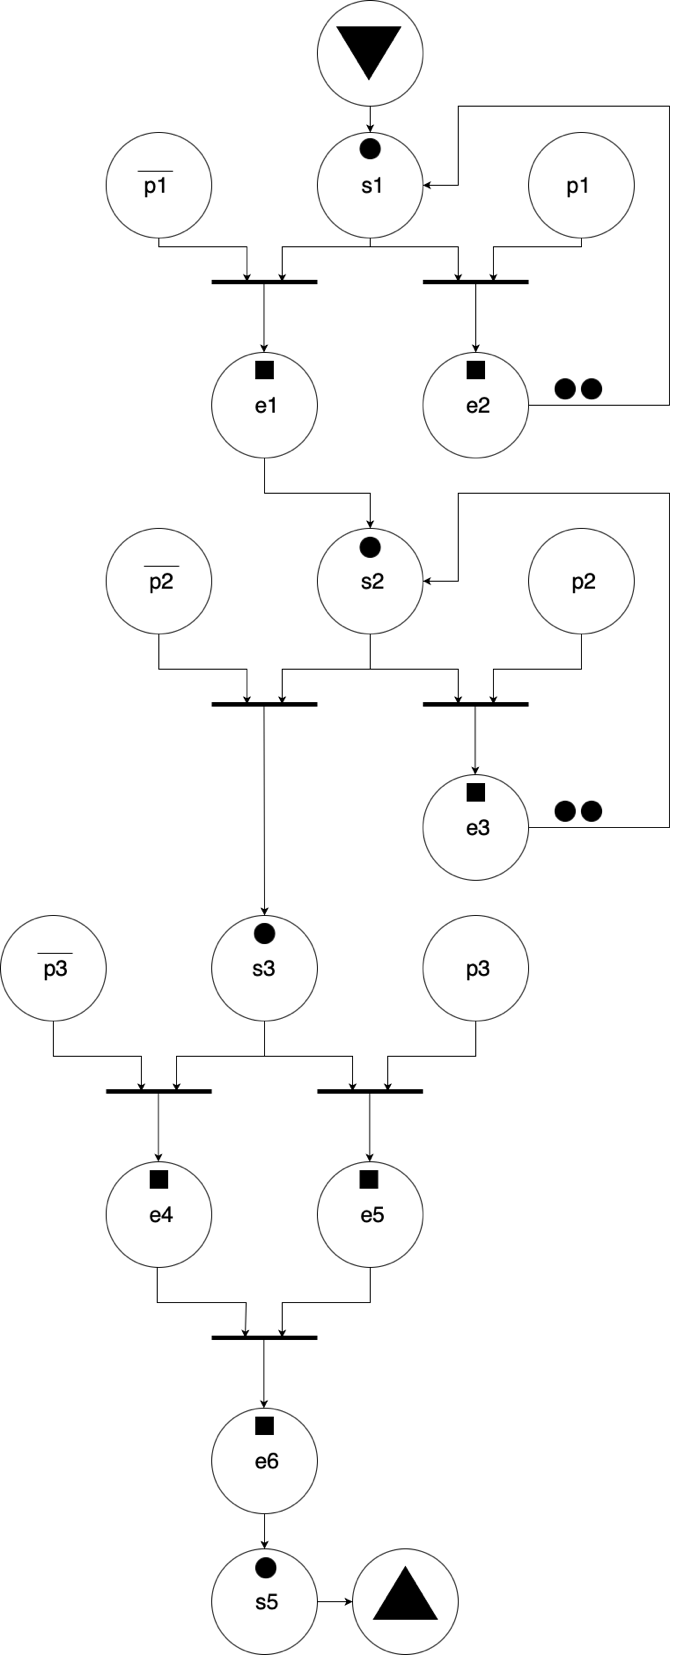 p1̅ s1 p1
e1 e2
p2̅ s2 p2
e3
p3̅ s3 p3
e4 e5
e6
s5